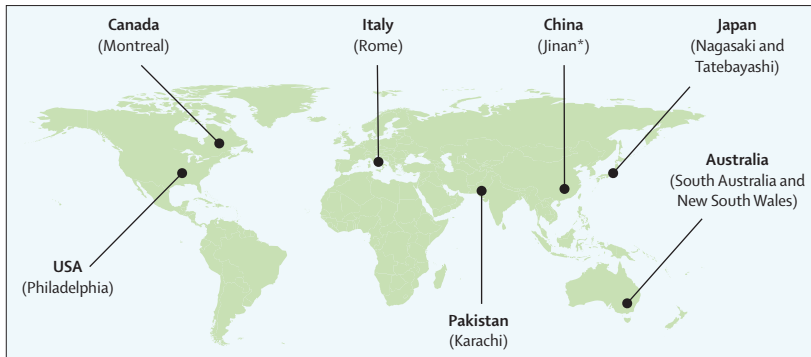 Canada
(Montreal)
Italy
(Rome)
China
(Jinan*)
Japan
(Nagasaki and
Tatebayashi)
Australia
(South Australia and
New South Wales)
USA
(Philadelphia)
Pakistan
(Karachi)